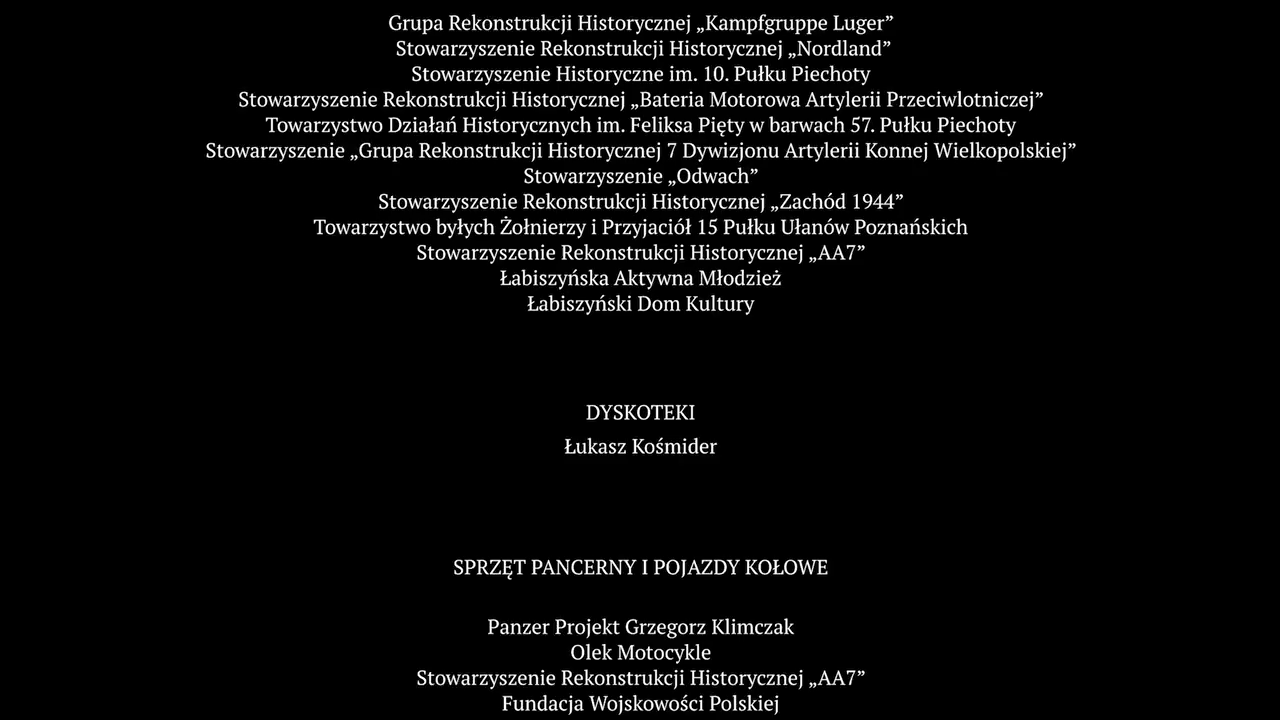 Grupa Rekonstrukcji Historycznej „Kampfgruppe Luger”
Stowarzyszenie Rekonstrukcji Historycznej „Nordland”
Stowarzyszenie Historyczne im. 10. Pułku Piechoty
Stowarzyszenie Rekonstrukcji Historycznej „Bateria Motorowa Artylerii Przeciwlotniczej”
Towarzystwo Działań Historycznych im. Feliksa Pięty w barwach 57. Pułku Piechoty
Stowarzyszenie „Grupa Rekonstrukcji Historycznej 7 Dywizjonu Artylerii Konnej Wielkopolskiej”
Stowarzyszenie „Odwach”
Stowarzyszenie Rekonstrukcji Historycznej „Zachód 1944”
Towarzystwo byłych Żołnierzy i Przyjaciół 15 Pułku Ułanów Poznańskich
Stowarzyszenie Rekonstrukcji Historycznej „AA7”
Łabiszyńska Aktywna Młodzież
Łabiszyński Dom Kultury
DYSKOTEKI
Łukasz Kośmider
SPRZĘT PANCERNY I POJAZDY KOŁOWE
Panzer Projekt Grzegorz Klimczak
Olek Motocykle
Stowarzyszenie Rekonstrukcji Historycznej „AA7”
Fundacja Wojskowości Polskiej